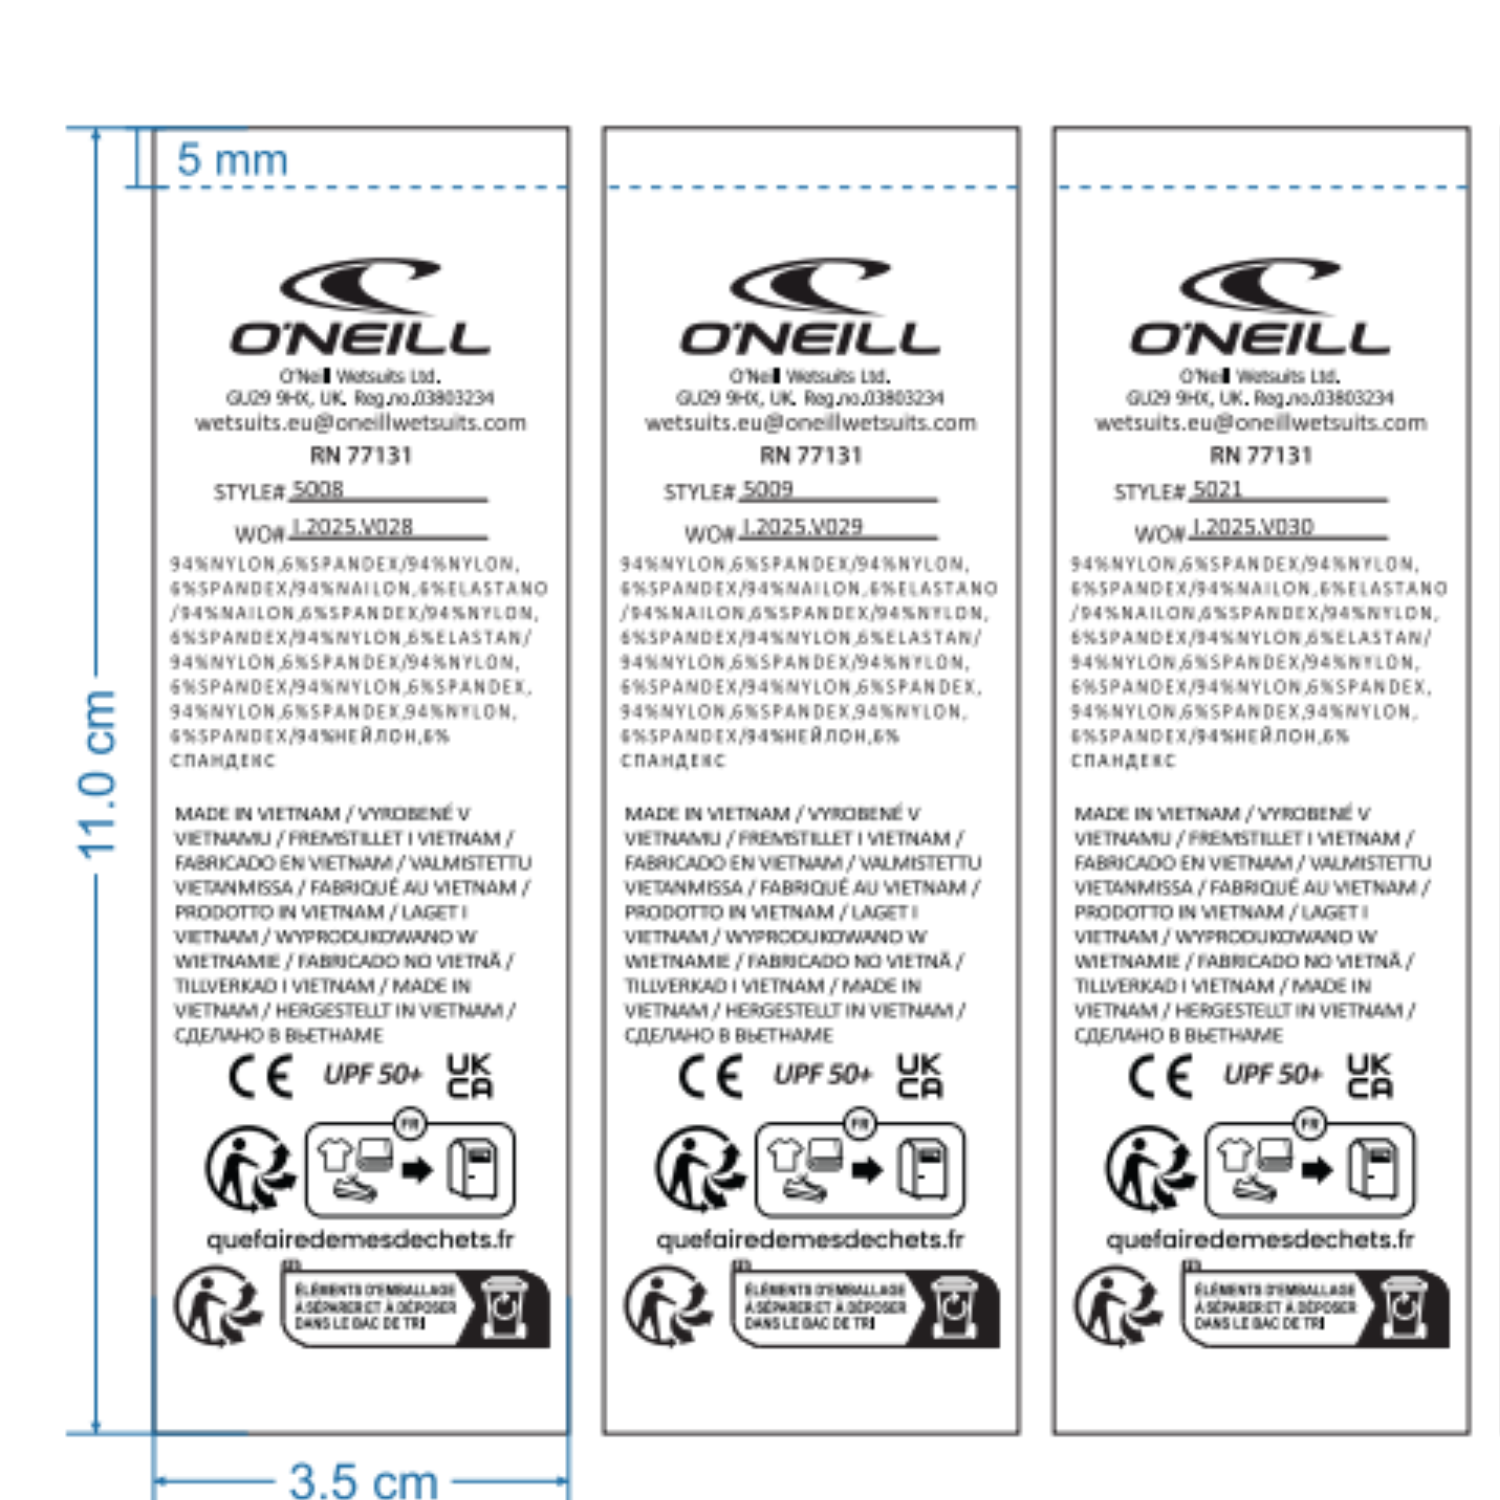 5 mm
11.0 cm
3.5 cm
O'NEILL
O'Neill Wetsuits Ltd.
GU29 9HX, UK. Reg.no.03803234
wetsuits.eu@oneillwetsuits.com
RN 77131
STYLE# 5008
WO# I.2025.V028
94%NYLON,6%SPANDEX/94%NYLON,
6%SPANDEX/94%NAILON,6%ELASTANO
/94%NAILON,6%SPANDEX/94%NYLON,
6%SPANDEX/94%NYLON,6%ELASTAN/
94%NYLON,6%SPANDEX/94%NYLON,
6%SPANDEX/94%NYLON,6%SPANDEX,
94%NYLON,6%SPANDEX,94%NYLON,
6%SPANDEX/94%НЕЙЛОН,6%
СПАНДЕКС
MADE IN VIETNAM / VYROBENÉ V
VIETNAMU / FREMSTILLET I VIETNAM /
FABRICADO EN VIETNAM / VALMISTETTU
VIETANMISSA / FABRIQUÉ AU VIETNAM /
PRODOTTO IN VIETNAM / LAGET I
VIETNAM / WYPRODUKOWANO W
WIETNAMIE / FABRICADO NO VIETNÃ /
TILLVERKAD I VIETNAM / MADE IN
VIETNAM / HERGESTELLT IN VIETNAM /
СДЕЛАНО В ВЬЕТНАМЕ
CE UPF 50+ UK
CA
FR
quefairedemesdechets.fr
ÉLÉMENTS D'EMBALLAGE
À SÉPARER ET À DÉPOSER
DANS LE BAC DE TRI
O'NEILL
O'Neill Wetsuits Ltd.
GU29 9HX, UK. Reg.no.03803234
wetsuits.eu@oneillwetsuits.com
RN 77131
STYLE# 5009
WO# I.2025.V029
94%NYLON,6%SPANDEX/94%NYLON,
6%SPANDEX/94%NAILON,6%ELASTANO
/94%NAILON,6%SPANDEX/94%NYLON,
6%SPANDEX/94%NYLON,6%ELASTAN/
94%NYLON,6%SPANDEX/94%NYLON,
6%SPANDEX/94%NYLON,6%SPANDEX,
94%NYLON,6%SPANDEX,94%NYLON,
6%SPANDEX/94%НЕЙЛОН,6%
СПАНДЕКС
MADE IN VIETNAM / VYROBENÉ V
VIETNAMU / FREMSTILLET I VIETNAM /
FABRICADO EN VIETNAM / VALMISTETTU
VIETANMISSA / FABRIQUÉ AU VIETNAM /
PRODOTTO IN VIETNAM / LAGET I
VIETNAM / WYPRODUKOWANO W
WIETNAMIE / FABRICADO NO VIETNÃ /
TILLVERKAD I VIETNAM / MADE IN
VIETNAM / HERGESTELLT IN VIETNAM /
СДЕЛАНО В ВЬЕТНАМЕ
CE UPF 50+ UK
CA
FR
quefairedemesdechets.fr
ÉLÉMENTS D'EMBALLAGE
À SÉPARER ET À DÉPOSER
DANS LE BAC DE TRI
O'NEILL
O'Neill Wetsuits Ltd.
GU29 9HX, UK. Reg.no.03803234
wetsuits.eu@oneillwetsuits.com
RN 77131
STYLE# 5021
WO# I.2025.V030
94%NYLON,6%SPANDEX/94%NYLON,
6%SPANDEX/94%NAILON,6%ELASTANO
/94%NAILON,6%SPANDEX/94%NYLON,
6%SPANDEX/94%NYLON,6%ELASTAN/
94%NYLON,6%SPANDEX/94%NYLON,
6%SPANDEX/94%NYLON,6%SPANDEX,
94%NYLON,6%SPANDEX,94%NYLON,
6%SPANDEX/94%НЕЙЛОН,6%
СПАНДЕКС
MADE IN VIETNAM / VYROBENÉ V
VIETNAMU / FREMSTILLET I VIETNAM /
FABRICADO EN VIETNAM / VALMISTETTU
VIETANMISSA / FABRIQUÉ AU VIETNAM /
PRODOTTO IN VIETNAM / LAGET I
VIETNAM / WYPRODUKOWANO W
WIETNAMIE / FABRICADO NO VIETNÃ /
TILLVERKAD I VIETNAM / MADE IN
VIETNAM / HERGESTELLT IN VIETNAM /
СДЕЛАНО В ВЬЕТНАМЕ
CE UPF 50+ UK
CA
FR
quefairedemesdechets.fr
ÉLÉMENTS D'EMBALLAGE
À SÉPARER ET À DÉPOSER
DANS LE BAC DE TRI